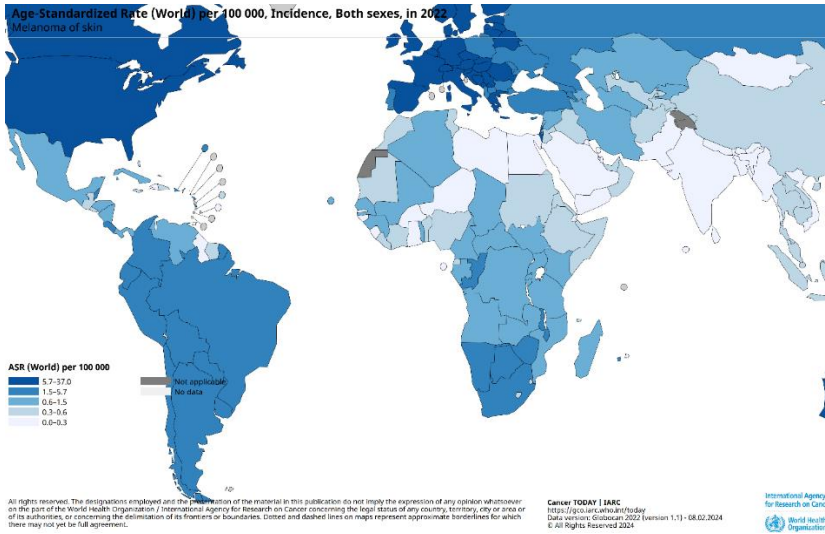 Age-Standardized Rate (World) per 100 000, Incidence, Both sexes, in 2022
Melanoma of skin
ASR (World) per 100 000
5.7–37.0
1.5–5.7
0.6–1.5
0.3–0.6
0.0–0.3
Not applicable
No data
All rights reserved. The designations employed and the presentation of the material in this publication do not imply the expression of any opinion whatsoever
on the part of the World Health Organization / International Agency for Research on Cancer concerning the legal status of any country, territory, city or area or
of its authorities, or concerning the delimitation of its frontiers or boundaries. Dotted and dashed lines on maps represent approximate borderlines for which
there may not yet be full agreement.
Cancer TODAY | IARC
https://gco.iarc.who.int/today
Data version: Globocan 2022 (version 1.1) - 08.02.2024
© All Rights Reserved 2024
International Agency
for Research on Canc
World Health
Organization